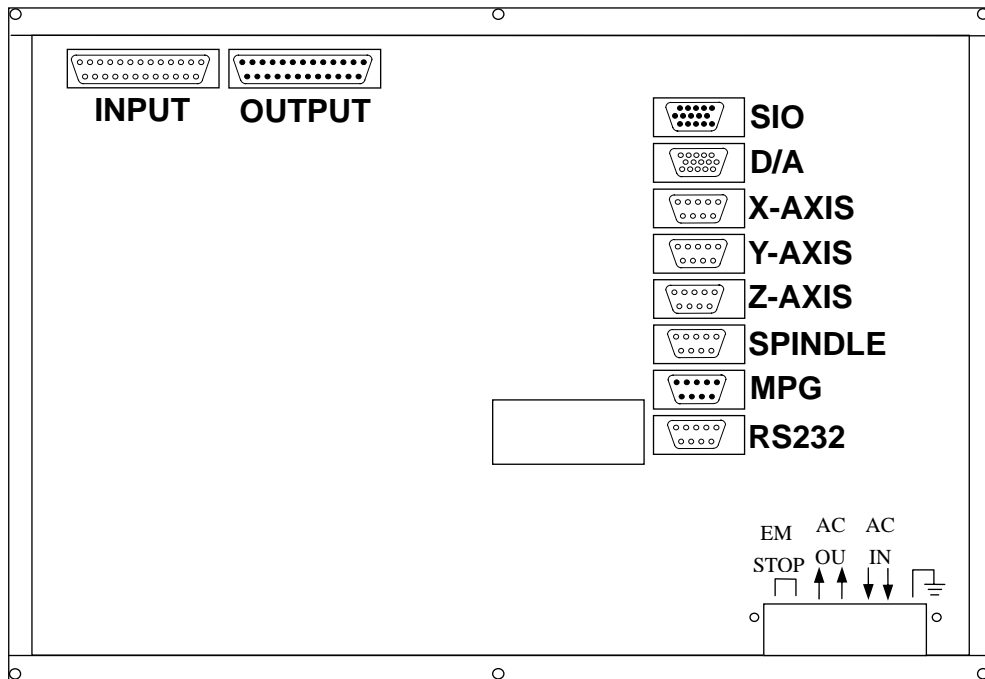 INPUT OUTPUT
SIO
D/A
X-AXIS
Y-AXIS
Z-AXIS
SPINDLE
MPG
RS232
EM STOP
AC OU
AC IN